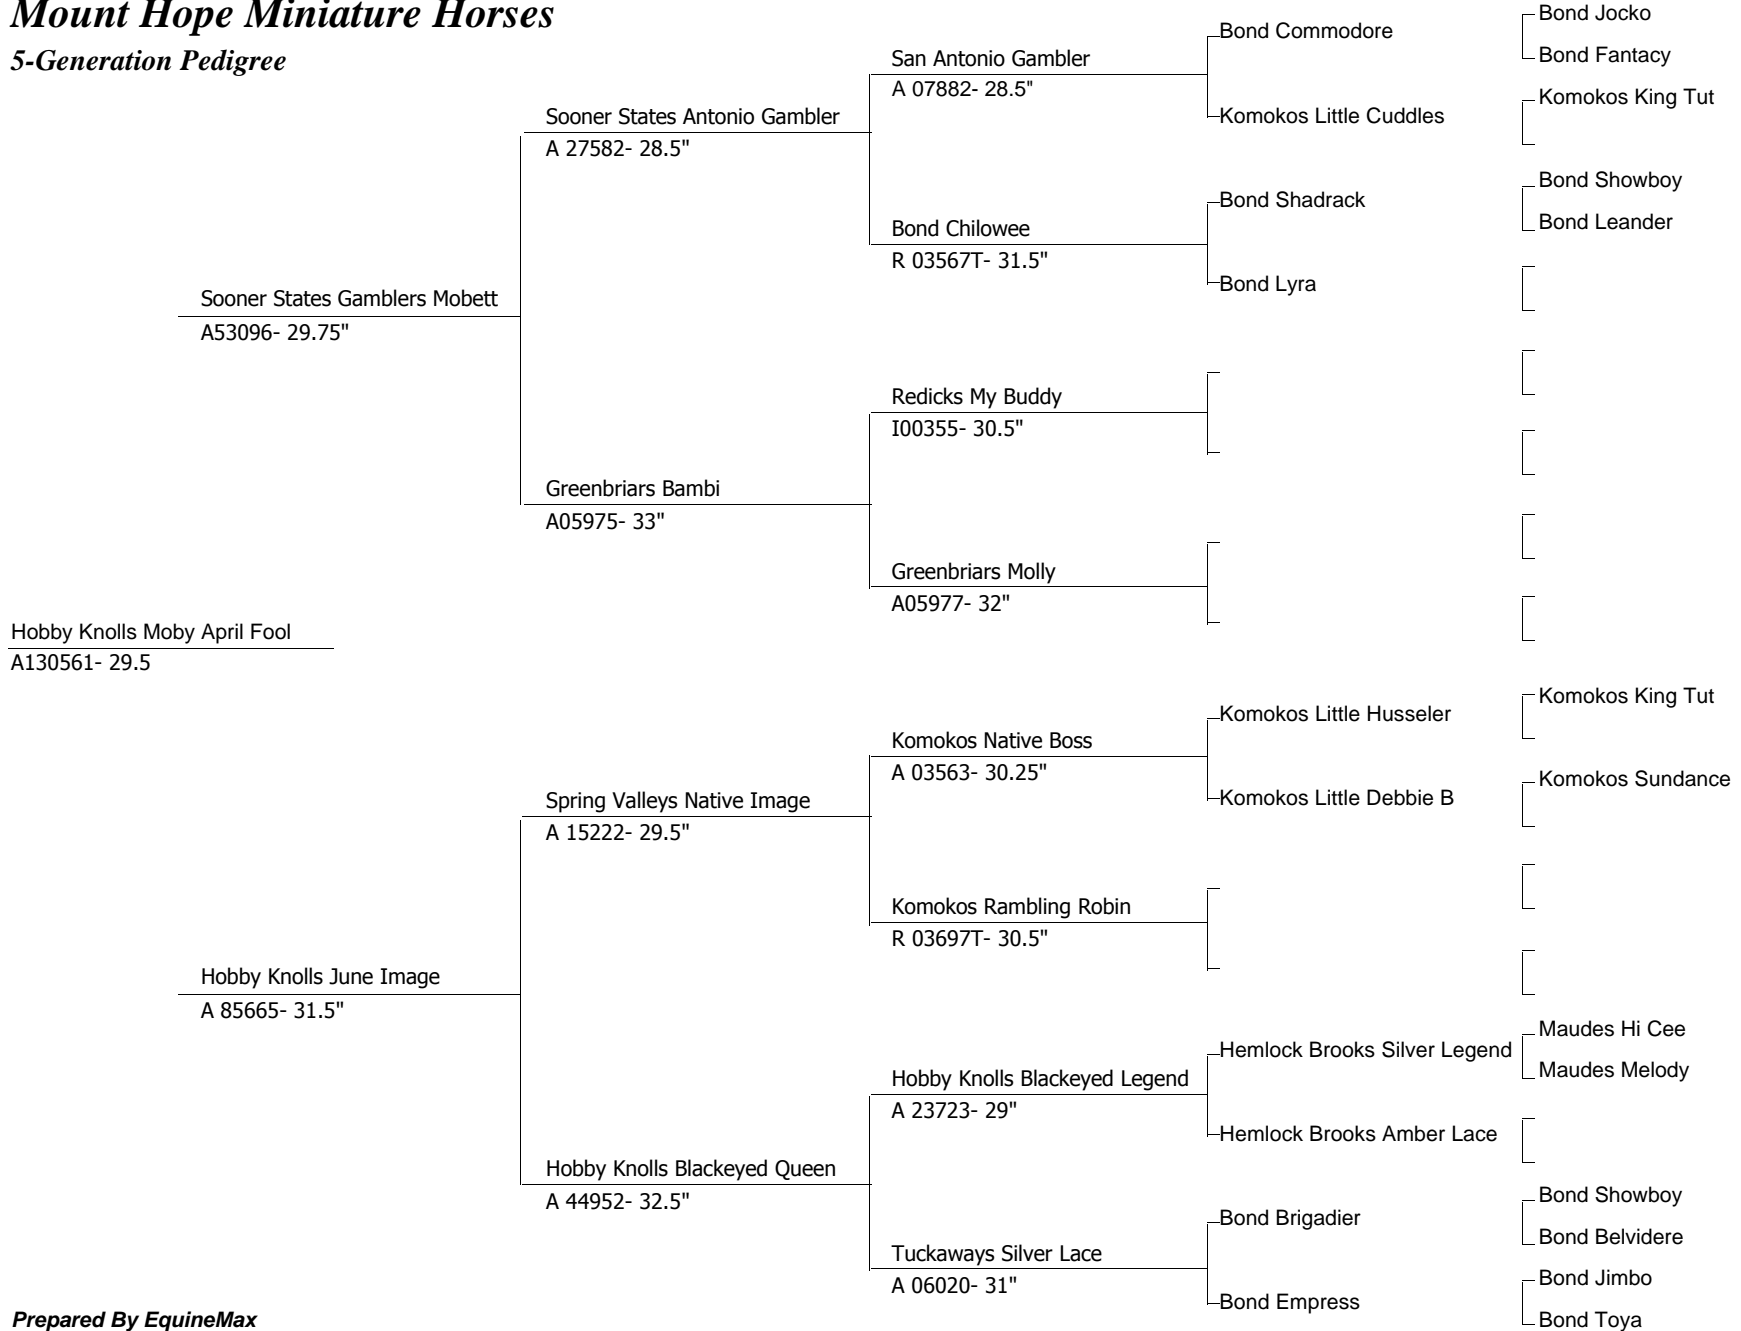 Mount Hope Miniature Horses
5-Generation Pedigree
Hobby Knolls Moby April Fool
A130561- 29.5
Sooner States Gamblers Mobett
A53096- 29.75"
Hobby Knolls June Image
A 85665- 31.5"
Sooner States Antonio Gambler
A 27582- 28.5"
Greenbriars Bambi
A05975- 33"
Spring Valleys Native Image
A 15222- 29.5"
Hobby Knolls Blackeyed Queen
A 44952- 32.5"
San Antonio Gambler
A 07882- 28.5"
Bond Chilowee
R 03567T- 31.5"
Redicks My Buddy
I00355- 30.5"
Greenbriars Molly
A05977- 32"
Komokos Native Boss
A 03563- 30.25"
Komokos Rambling Robin
R 03697T- 30.5"
Hobby Knolls Blackeyed Legend
A 23723- 29"
Tuckaways Silver Lace
A 06020- 31"
Bond Commodore
Komokos Little Cuddles
Bond Shadrack
Bond Lyra
Komokos Little Husseler
Komokos Little Debbie B
Hemlock Brooks Silver Legend
Hemlock Brooks Amber Lace
Bond Brigadier
Bond Empress
Bond Jocko
Bond Fantacy
Komokos King Tut
Bond Showboy
Bond Leander
Komokos King Tut
Komokos Sundance
Maudes Hi Cee
Maudes Melody
Bond Showboy
Bond Belvidere
Bond Jimbo
Bond Toya
Prepared By EquineMax